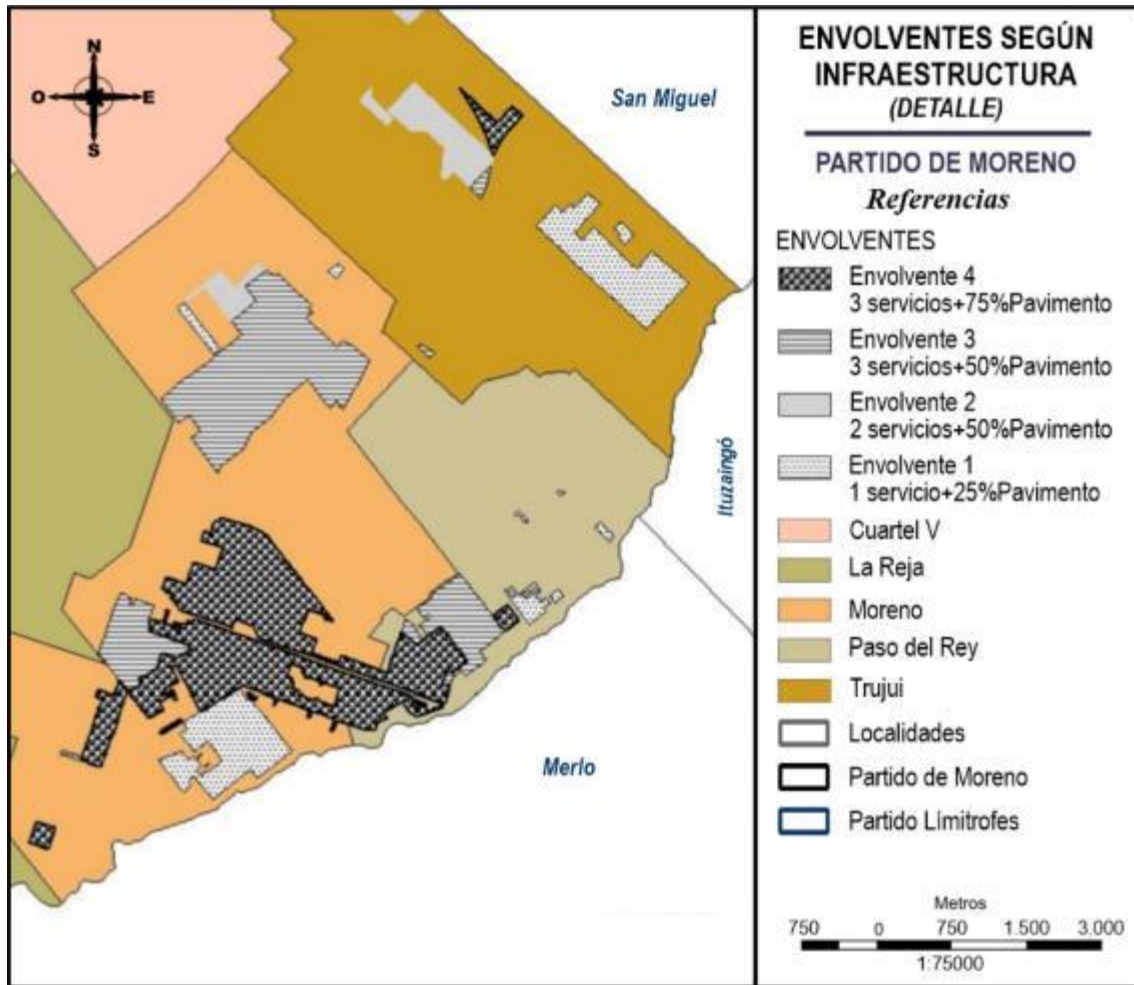 N
O
E
S
San Miguel
Ituzaingó
Merlo
ENVOLVENTES SEGÚN
INFRAESTRUCTURA
(DETALLE)
PARTIDO DE MORENO
Referencias
ENVOLVENTES
Envolvente 4
3 servicios+75%Pavimento
Envolvente 3
3 servicios+50%Pavimento
Envolvente 2
2 servicios+50%Pavimento
Envolvente 1
1 servicio+25%Pavimento
Cuartel V
La Reja
Moreno
Paso del Rey
Trujui
Localidades
Partido de Moreno
Partido Limitrofes
Metros
750 0 750 1.500 3.000
1:75000